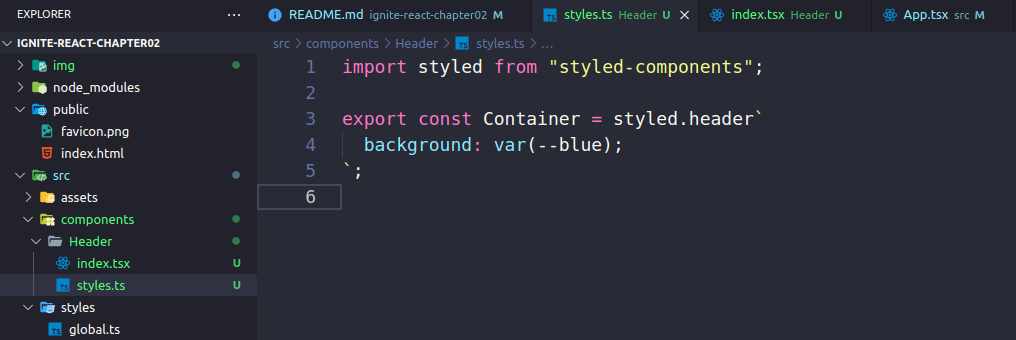 EXPLORER ...
IGNITE-REACT-CHAPTER02
img
node_modules
public
favicon.png
index.html
src
assets
components
Header
index.tsx U
styles.ts U
styles
global.ts
README.md ignite-react-chapter02 M
styles.ts Header U
index.tsx Header U
App.tsx src M
src > components > Header > TS styles.ts > ...
1 import styled from "styled-components";
2
3 export const Container = styled.header`
4   background: var(--blue);
5 `;
6